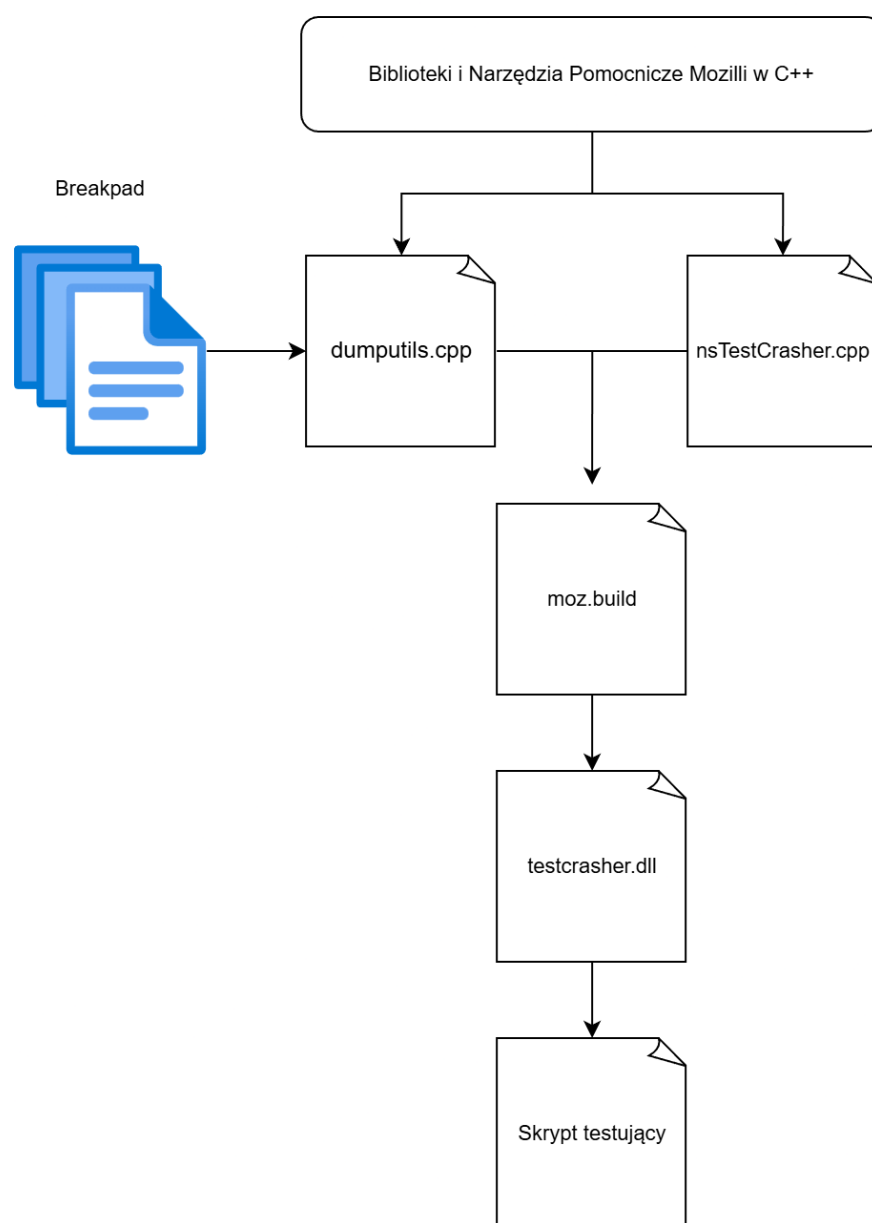 Biblioteki i Narzędzia Pomocnicze Mozilli w C++
Breakpad
dumputils.cpp
nsTestCrasher.cpp
moz.build
testcrasher.dll
Skrypt testujący